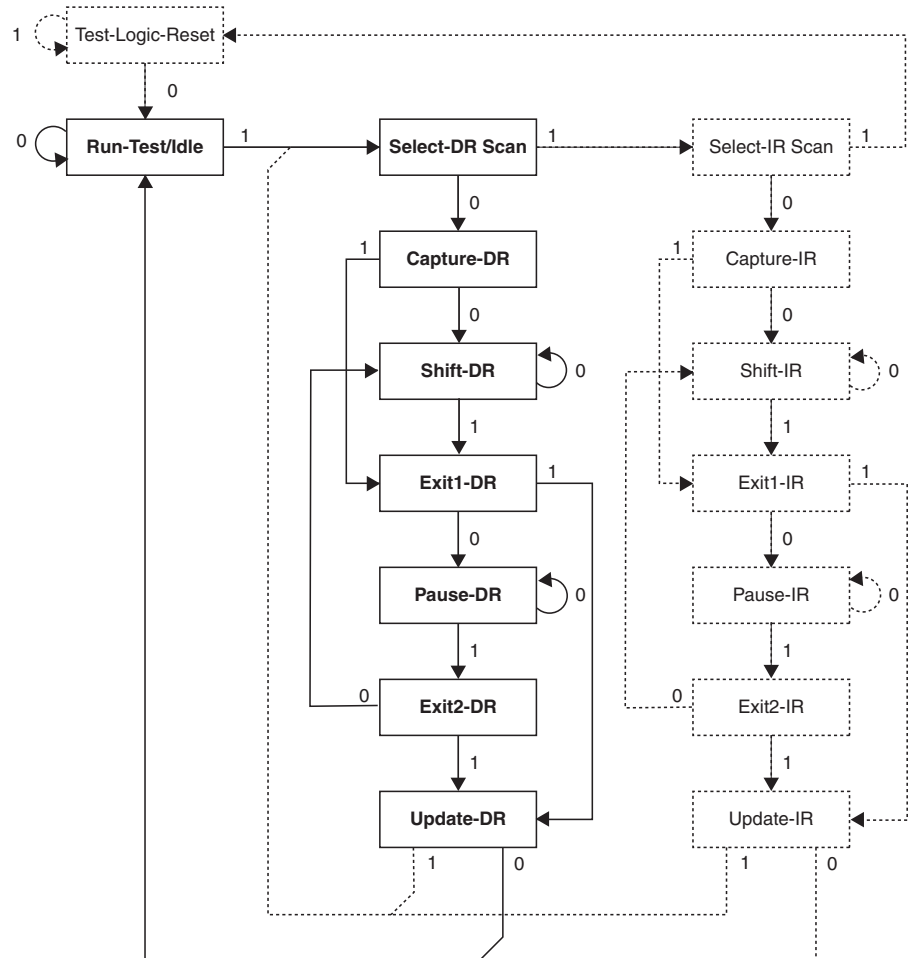 1
Test-Logic-Reset
0
0
Run-Test/Idle
1
Select-DR Scan
1
Select-IR Scan
1
0
0
1
Capture-DR
1
Capture-IR
0
0
Shift-DR
0
Shift-IR
0
1
1
Exit1-DR
1
Exit1-IR
1
0
0
Pause-DR
0
Pause-IR
0
1
1
0
Exit2-DR
0
Exit2-IR
1
1
Update-DR
Update-IR
1
0
1
0